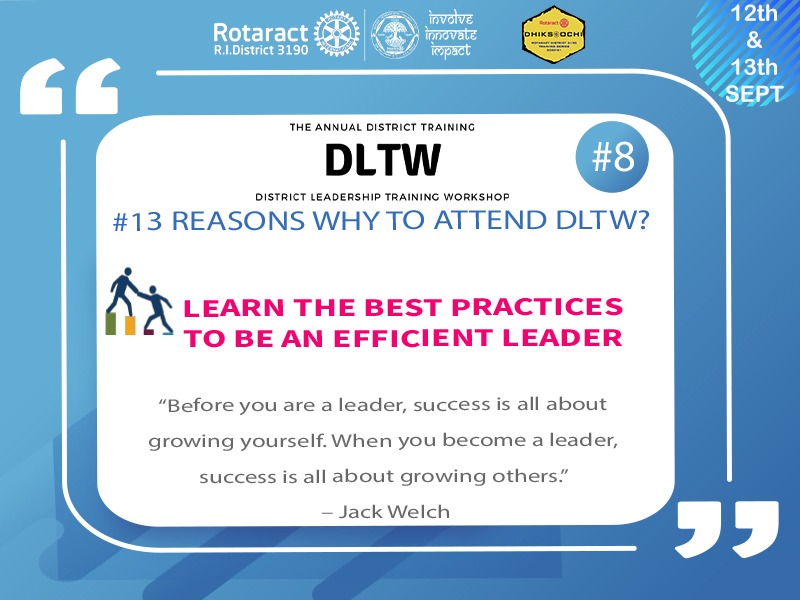 Rotaract
R.I.District 3190
involve
innovate
impact
12th
&
13th
SEPT
THE ANNUAL DISTRICT TRAINING
DLTW
#8
DISTRICT LEADERSHIP TRAINING WORKSHOP
#13 REASONS WHY TO ATTEND DLTW?
LEARN THE BEST PRACTICES
TO BE AN EFFICIENT LEADER
“Before you are a leader, success is all about
growing yourself. When you become a leader,
success is all about growing others.”
– Jack Welch